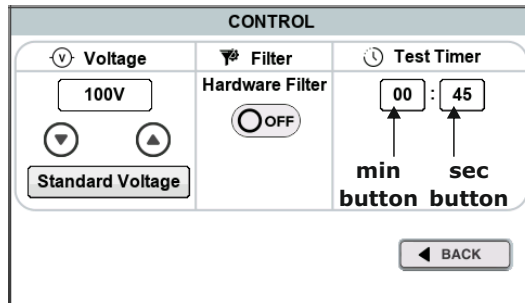 CONTROL
V Voltage
Filter
Test Timer
100V
Hardware Filter
00 : 45
OFF
min button
sec button
Standard Voltage
BACK